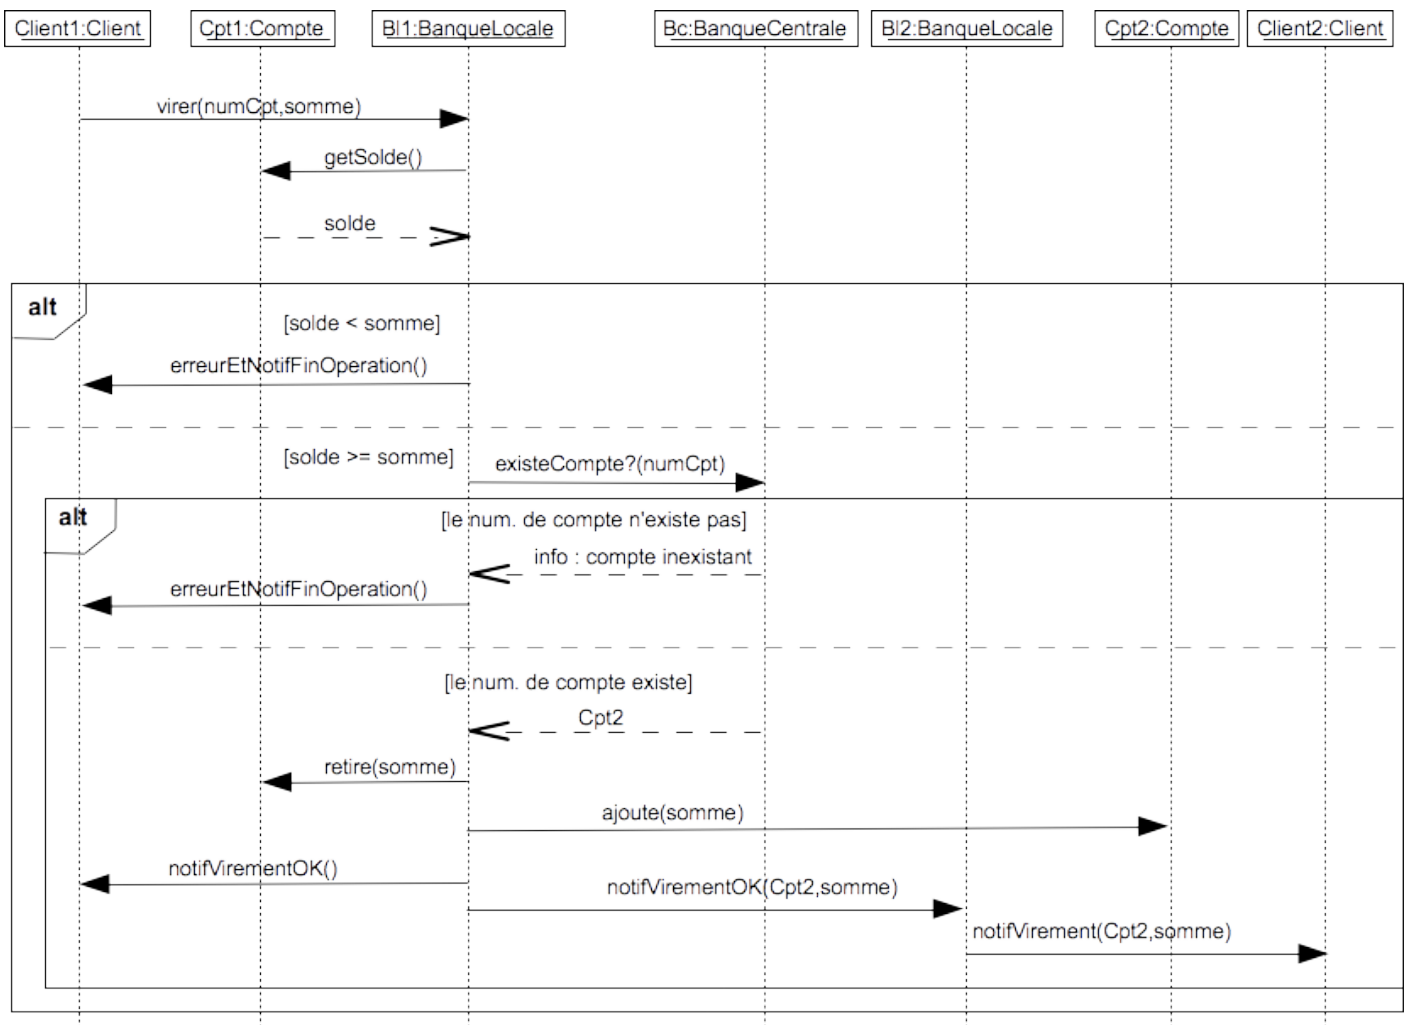 Client1:Client
Cpt1:Compte
Bl1:BanqueLocale
Bc:BanqueCentrale
Bl2:BanqueLocale
Cpt2:Compte
Client2:Client
virer(numCpt,somme)
getSolde()
solde
alt
[solde < somme]
erreurEtNotifFinOperation()
[solde >= somme]
existeCompte?(numCpt)
alt
[le num. de compte n'existe pas]
info : compte inexistant
erreurEtNotifFinOperation()
[le num. de compte existe]
Cpt2
retire(somme)
ajoute(somme)
notifVirementOK()
notifVirementOK(Cpt2,somme)
notifVirement(Cpt2,somme)